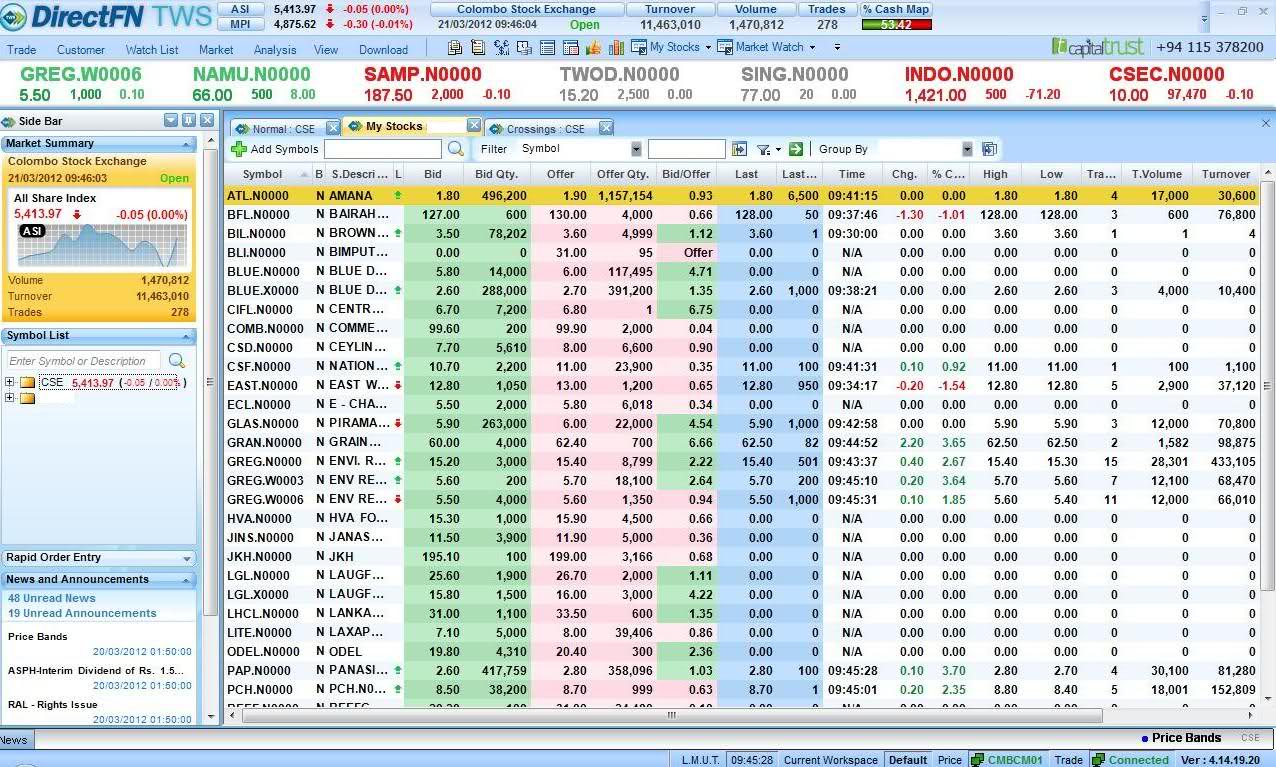 DirectFN TWS ASI 5,413.97 -0.05 (0.00%) Colombo Stock Exchange Turnover Volume Trades % Cash Map
MPI 4,875.62 -0.30 (-0.01%) 21/03/2012 09:46:04 Open 11,463,010 1,470,812 278 53.42
Trade Customer Watch List Market Analysis View Download My Stocks Market Watch capitaltrust +94 115 378200
GREG.W0006 NAMU.N0000 SAMP.N0000 TWOD.N0000 SING.N0000 INDO.N0000 CSEC.N0000
5.50 1,000 0.10 66.00 500 8.00 187.50 2,000 -0.10 15.20 2,500 0.00 77.00 20 0.00 1,421.00 500 -71.20 10.00 97,470 -0.10
Side Bar
Market Summary
Colombo Stock Exchange
21/03/2012 09:46:03 Open
All Share Index
5,413.97 -0.05 (0.00%)
ASI
Volume 1,470,812
Turnover 11,463,010
Trades 278
Symbol List
Enter Symbol or Description
CSE 5,413.97 (-0.05 / 0.00% )
Rapid Order Entry
News and Announcements
48 Unread News
19 Unread Announcements
Price Bands
20/03/2012 01:50:00
ASPH-Interim Dividend of Rs. 1.5...
20/03/2012 01:50:00
RAL - Rights Issue
20/03/2012 01:50:00
Normal : CSE My Stocks Crossings : CSE
Add Symbols Filter Symbol Group By
Symbol B S.Descri... L Bid Bid Qty. Offer Offer Qty. Bid/Offer Last Last... Time Chg. % C... High Low Tra... T.Volume Turnover
ATL.N0000 N AMANA 1.80 496,200 1.90 1,157,154 0.93 1.80 6,500 09:41:15 0.00 0.00 1.80 1.80 4 17,000 30,600
BFL.N0000 N BAIRAH... 127.00 600 130.00 4,000 0.66 128.00 50 09:37:46 -1.30 -1.01 128.00 128.00 3 600 76,800
BIL.N0000 N BROWN... 3.50 78,202 3.60 4,999 1.12 3.60 1 09:30:00 0.00 0.00 3.60 3.60 1 1 4
BLI.N0000 N BIMPUT... 0.00 0 31.00 95 Offer 0.00 0 N/A 0.00 0.00 0.00 0.00 0 0 0
BLUE.N0000 N BLUE D... 5.80 14,000 6.00 117,495 4.71 0.00 0 N/A 0.00 0.00 0.00 0.00 0 0 0
BLUE.X0000 N BLUE D... 2.60 288,000 2.70 391,200 1.35 2.60 1,000 09:38:21 0.00 0.00 2.60 2.60 3 4,000 10,400
CIFL.N0000 N CENTR... 6.70 7,200 6.80 1 6.75 0.00 0 N/A 0.00 0.00 0.00 0.00 0 0 0
COMB.N0000 N COMME... 99.60 200 99.90 2,000 0.04 0.00 0 N/A 0.00 0.00 0.00 0.00 0 0 0
CSD.N0000 N CEYLIN... 7.70 5,610 8.00 6,600 0.90 0.00 0 N/A 0.00 0.00 0.00 0.00 0 0 0
CSF.N0000 N NATION... 10.70 2,200 11.00 23,900 0.35 11.00 100 09:41:31 0.10 0.92 11.00 11.00 1 100 1,100
EAST.N0000 N EAST W... 12.80 1,050 13.00 1,200 0.65 12.80 950 09:34:17 -0.20 -1.54 12.80 12.80 5 2,900 37,120
ECL.N0000 N E - CHA... 5.50 2,000 5.80 6,018 0.34 0.00 0 N/A 0.00 0.00 0.00 0.00 0 0 0
GLAS.N0000 N PIRAMA... 5.90 263,000 6.00 22,000 4.54 5.90 1,000 09:42:58 0.00 0.00 5.90 5.90 3 12,000 70,800
GRAN.N0000 N GRAIN... 60.00 4,000 62.40 700 6.66 62.50 82 09:44:52 2.20 3.65 62.50 62.50 2 1,582 98,875
GREG.N0000 N ENVI. R... 15.20 3,000 15.40 8,799 2.22 15.40 501 09:43:37 0.40 2.67 15.40 15.30 15 28,301 433,105
GREG.W0003 N ENV RE... 5.60 200 5.70 18,100 2.64 5.70 200 09:45:10 0.20 3.64 5.70 5.60 7 12,100 68,470
GREG.W0006 N ENV RE... 5.50 4,000 5.60 1,350 0.94 5.50 1,000 09:45:31 0.10 1.85 5.60 5.40 11 12,000 66,010
HVA.N0000 N HVA FO... 15.30 1,000 15.90 4,500 0.66 0.00 0 N/A 0.00 0.00 0.00 0.00 0 0 0
JINS.N0000 N JANAS... 11.50 3,900 11.90 5,000 0.36 0.00 0 N/A 0.00 0.00 0.00 0.00 0 0 0
JKH.N0000 N JKH 195.10 100 199.00 3,166 0.68 0.00 0 N/A 0.00 0.00 0.00 0.00 0 0 0
LGL.N0000 N LAUGF... 25.60 1,900 26.70 2,000 1.11 0.00 0 N/A 0.00 0.00 0.00 0.00 0 0 0
LGL.X0000 N LAUGF... 15.80 1,500 16.00 3,000 4.22 0.00 0 N/A 0.00 0.00 0.00 0.00 0 0 0
LHCL.N0000 N LANKA... 31.00 1,100 33.50 600 1.35 0.00 0 N/A 0.00 0.00 0.00 0.00 0 0 0
LITE.N0000 N LAXAP... 7.10 5,000 8.00 39,406 0.86 0.00 0 N/A 0.00 0.00 0.00 0.00 0 0 0
ODEL.N0000 N ODEL 19.80 4,310 20.40 300 2.36 0.00 0 N/A 0.00 0.00 0.00 0.00 0 0 0
PAP.N0000 N PANASI... 2.60 417,759 2.80 358,096 1.03 2.80 100 09:45:28 0.10 3.70 2.80 2.70 4 30,100 81,280
PCH.N0000 N PCH.N0... 8.50 38,200 8.70 999 0.63 8.70 1 09:45:01 0.20 2.35 8.80 8.40 5 18,001 152,809
News Price Bands CSE
L.M.U.T. 09:45:28 Current Workspace Default Price CMBCM01 Trade Connected Ver : 4.14.19.20